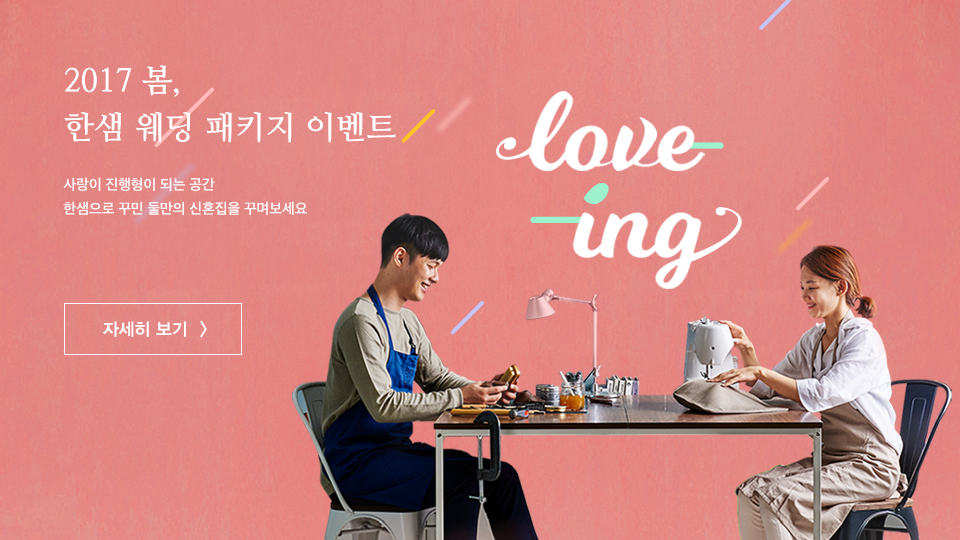 2017 봄,
한샘 웨딩 패키지 이벤트
사랑이 진행형이 되는 공간
한샘으로 꾸민 둘만의 신혼집을 꾸며보세요
자세히 보기 〉
love
ing